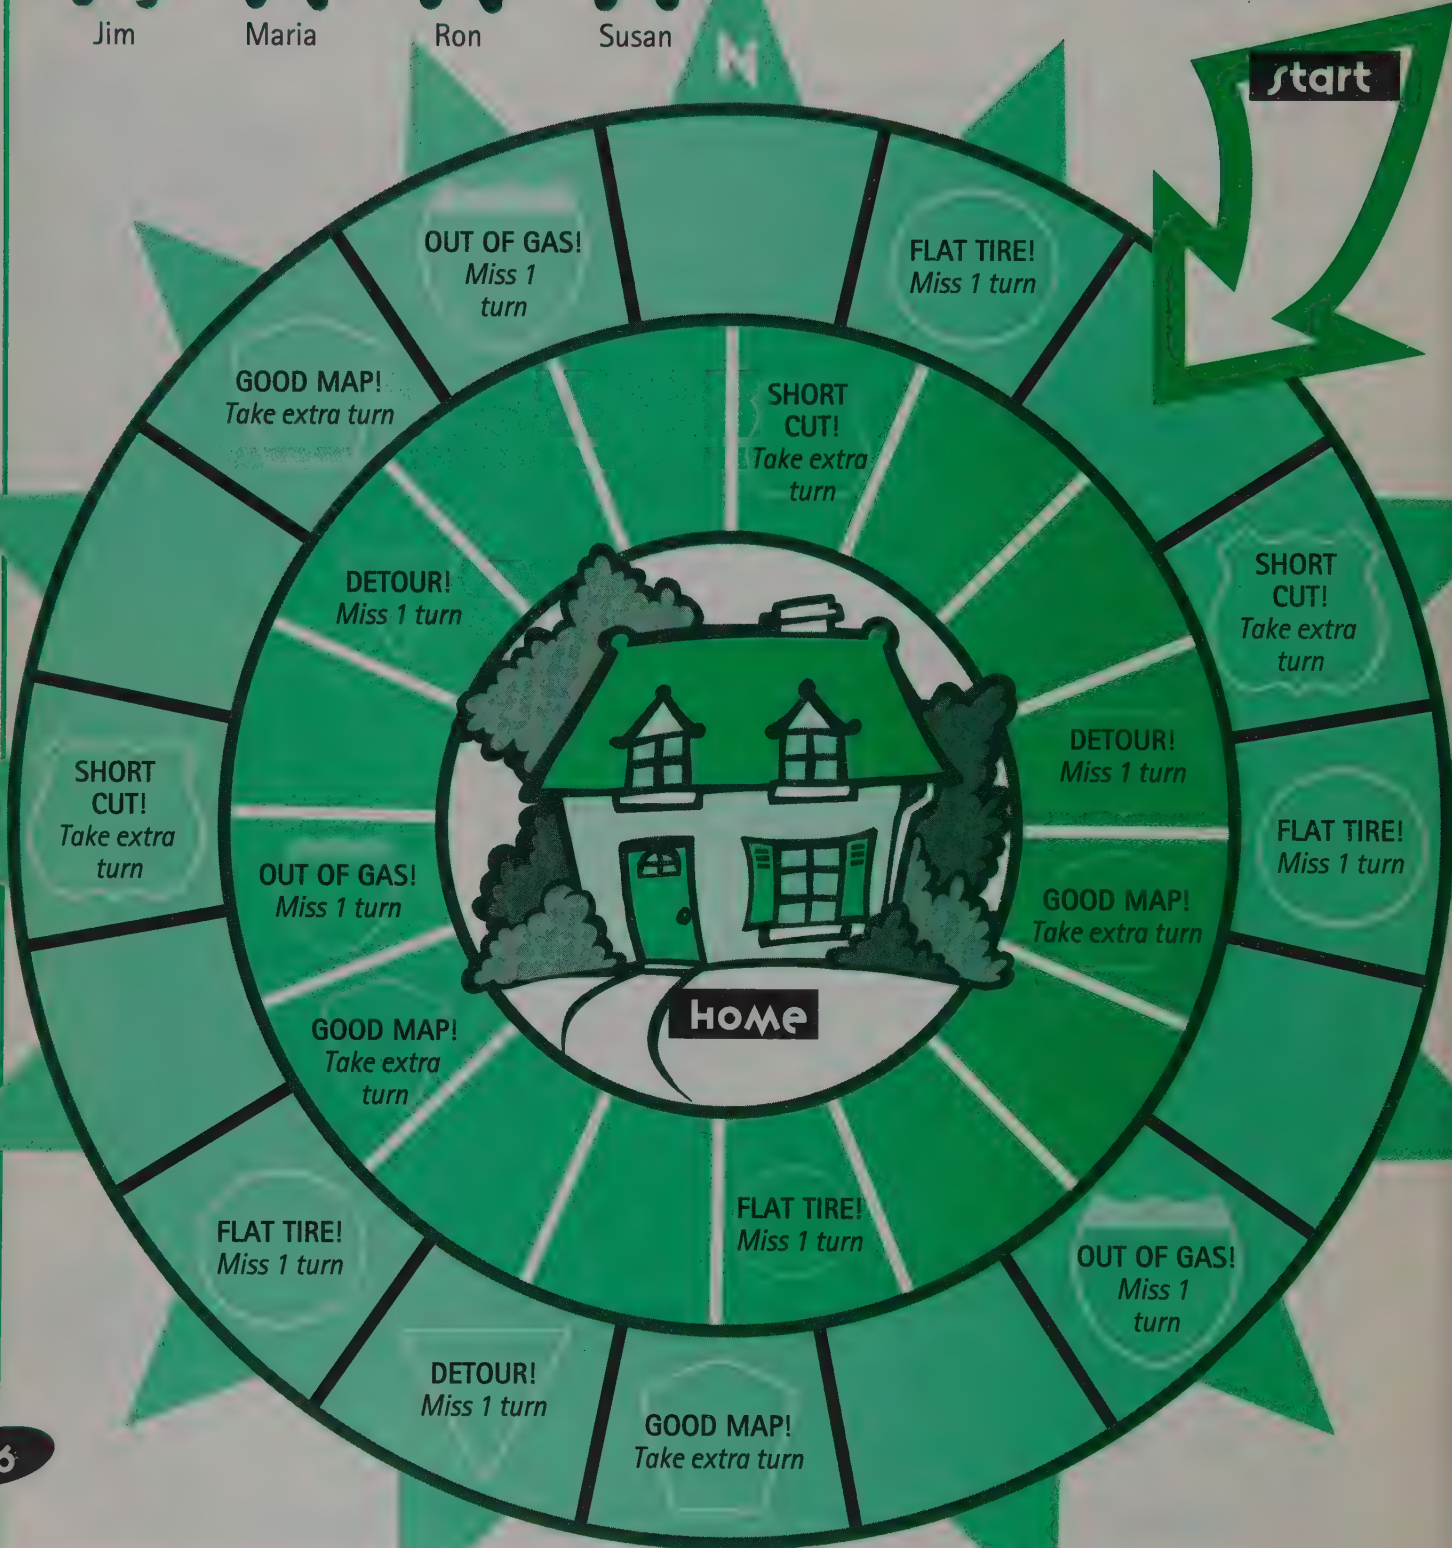 Jim Maria Ron Susan
N
start
OUT OF GAS!
Miss 1
turn
FLAT TIRE!
Miss 1 turn
GOOD MAP!
Take extra turn
SHORT
CUT!
Take extra
turn
SHORT
CUT!
Take extra
turn
DETOUR!
Miss 1 turn
DETOUR!
Miss 1 turn
SHORT
CUT!
Take extra
turn
FLAT TIRE!
Miss 1 turn
OUT OF GAS!
Miss 1 turn
GOOD MAP!
Take extra turn
HOME
GOOD MAP!
Take extra
turn
FLAT TIRE!
Miss 1 turn
FLAT TIRE!
Miss 1 turn
OUT OF GAS!
Miss 1
turn
DETOUR!
Miss 1 turn
GOOD MAP!
Take extra turn
6